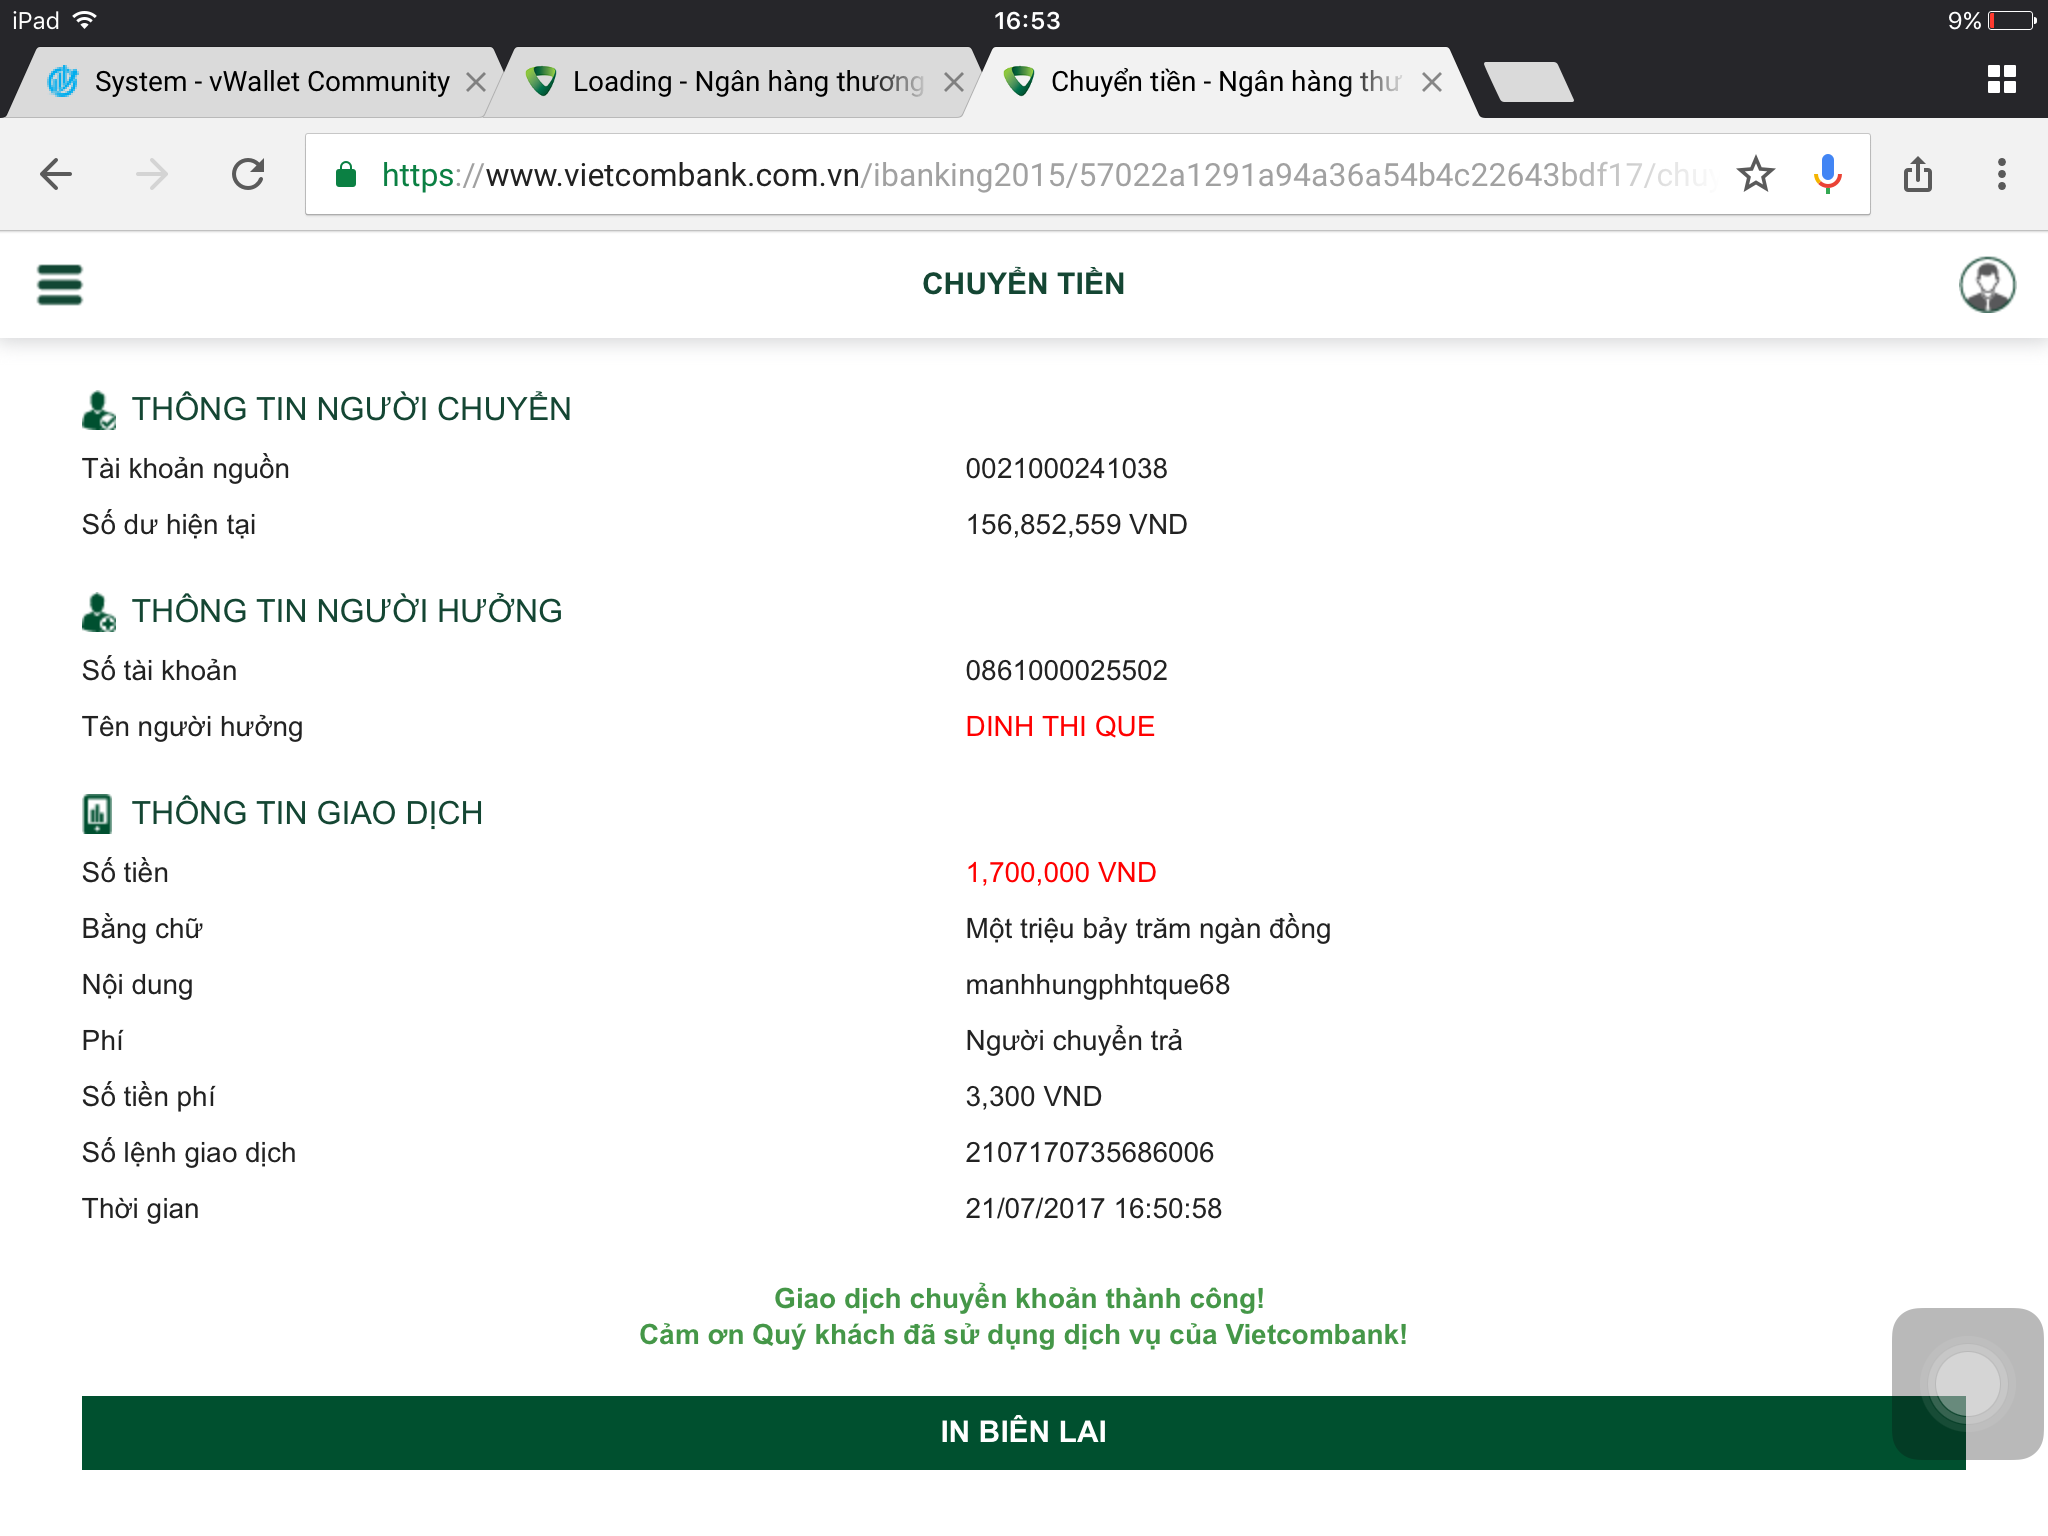 iPad
16:53
9%
System - vWallet Community
Loading - Ngân hàng thương
Chuyển tiền - Ngân hàng thư
https://www.vietcombank.com.vn/ibanking2015/57022a1291a94a36a54b4c22643bdf17/chuy
CHUYỂN TIỀN
THÔNG TIN NGƯỜI CHUYỂN
Tài khoản nguồn 0021000241038
Số dư hiện tại 156,852,559 VND
THÔNG TIN NGƯỜI HƯỞNG
Số tài khoản 0861000025502
Tên người hưởng DINH THI QUE
THÔNG TIN GIAO DỊCH
Số tiền 1,700,000 VND
Bằng chữ Một triệu bảy trăm ngàn đồng
Nội dung manhhungphhtque68
Phí Người chuyển trả
Số tiền phí 3,300 VND
Số lệnh giao dịch 2107170735686006
Thời gian 21/07/2017 16:50:58
Giao dịch chuyển khoản thành công!
Cảm ơn Quý khách đã sử dụng dịch vụ của Vietcombank!
IN BIÊN LAI